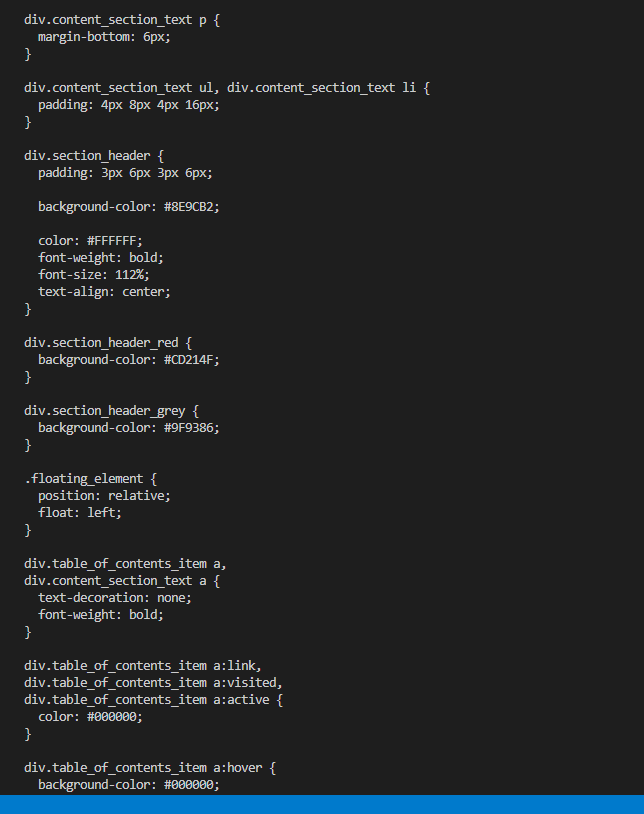 div.content_section_text p {
  margin-bottom: 6px;
}

div.content_section_text ul, div.content_section_text li {
  padding: 4px 8px 4px 16px;
}

div.section_header {
  padding: 3px 6px 3px 6px;

  background-color: #8E9CB2;

  color: #FFFFFF;
  font-weight: bold;
  font-size: 112%;
  text-align: center;
}

div.section_header_red {
  background-color: #CD214F;
}

div.section_header_grey {
  background-color: #9F9386;
}

.floating_element {
  position: relative;
  float: left;
}

div.table_of_contents_item a,
div.content_section_text a {
  text-decoration: none;
  font-weight: bold;
}

div.table_of_contents_item a:link,
div.table_of_contents_item a:visited,
div.table_of_contents_item a:active {
  color: #000000;
}

div.table_of_contents_item a:hover {
  background-color: #000000;